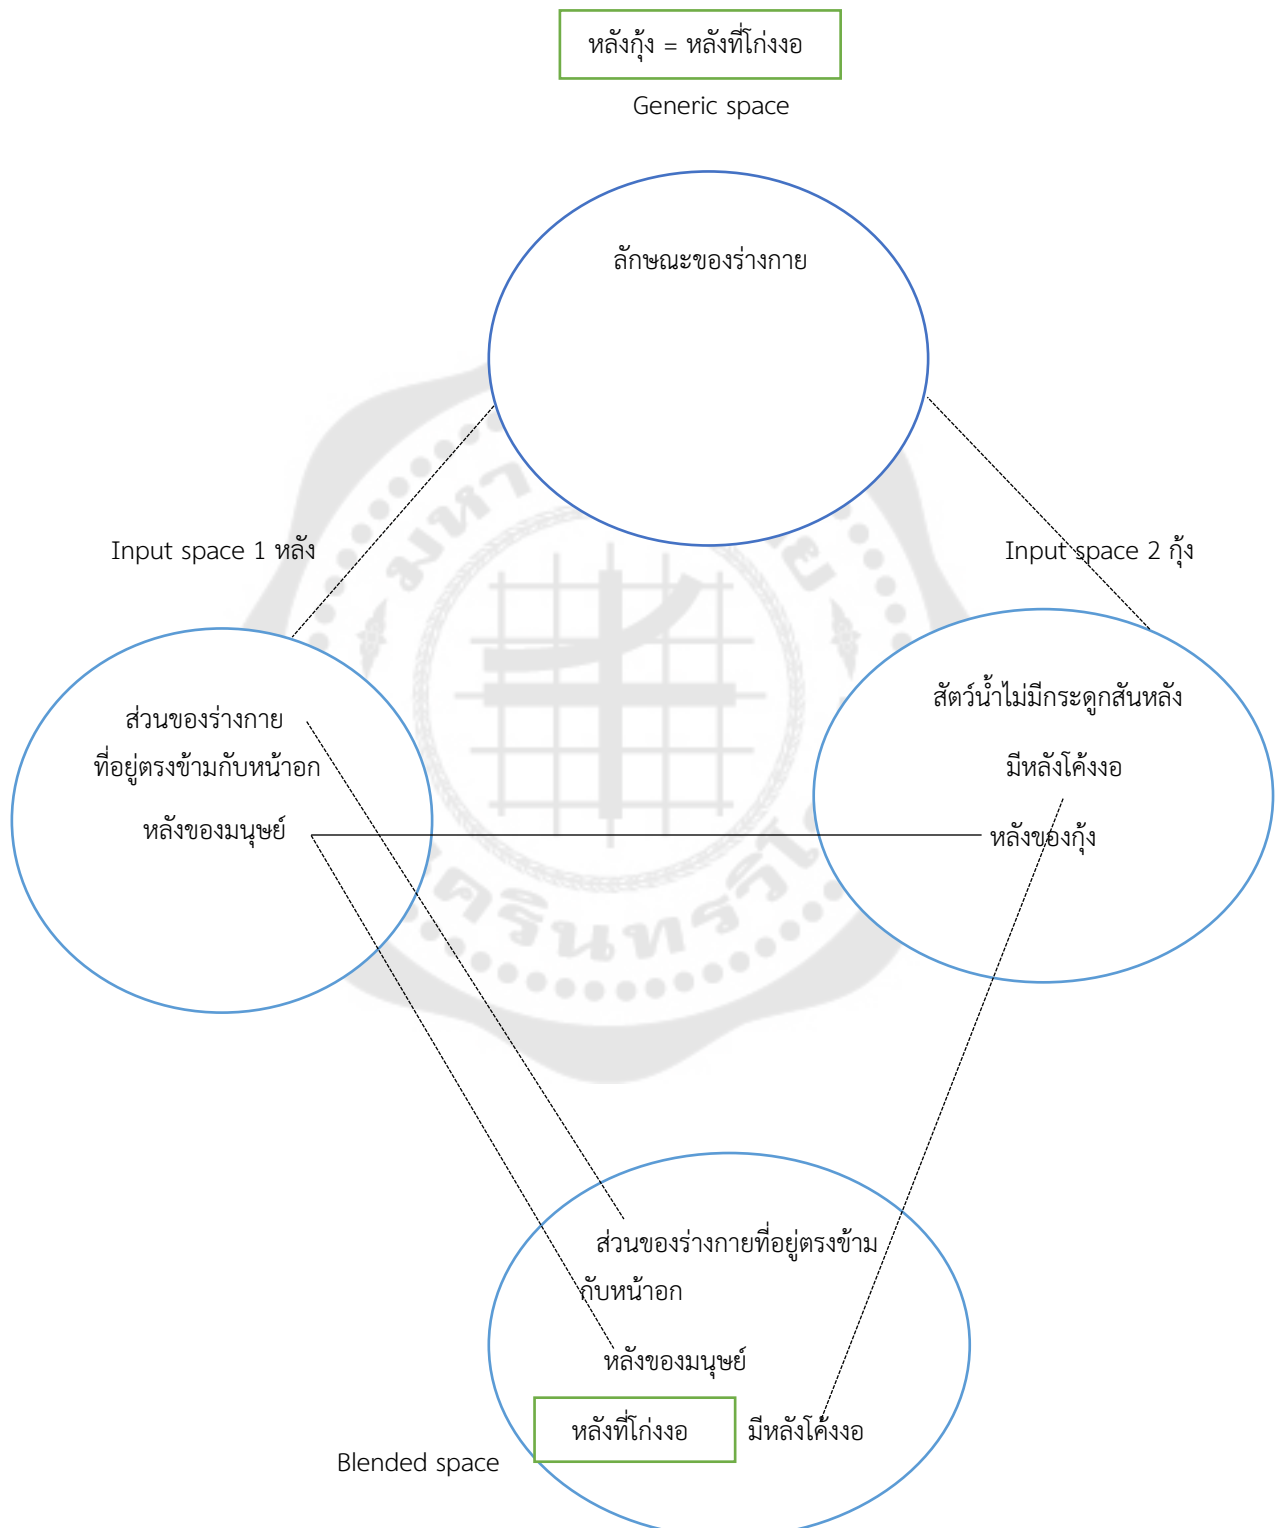 หลังกุ้ง = หลังที่โก่งงอ
Generic space
ลักษณะของร่างกาย
Input space 1 หลัง
Input space 2 กุ้ง
ส่วนของร่างกาย
ที่อยู่ตรงข้ามกับหน้าอก
หลังของมนุษย์
สัตว์น้ำไม่มีกระดูกสันหลัง
มีหลังโค้งงอ
หลังของกุ้ง
ส่วนของร่างกายที่อยู่ตรงข้าม
กับหน้าอก
หลังของมนุษย์
หลังที่โก่งงอ
มีหลังโค้งงอ
Blended space